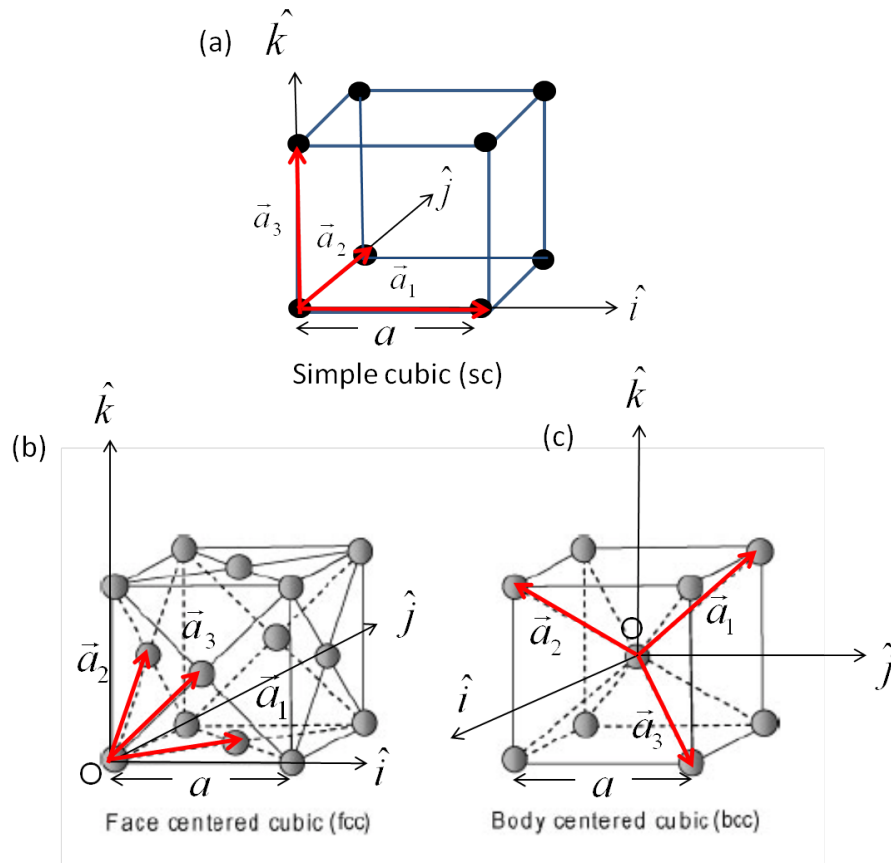 (a)
k̂
ĵ
a⃗₃
a⃗₂
a⃗₁
î
a
Simple cubic (sc)
(b)
k̂
a⃗₃
ĵ
a⃗₂
a⃗₁
O
a
î
Face centered cubic (fcc)
(c)
k̂
O
a⃗₂
a⃗₁
ĵ
î
a⃗₃
a
Body centered cubic (bcc)